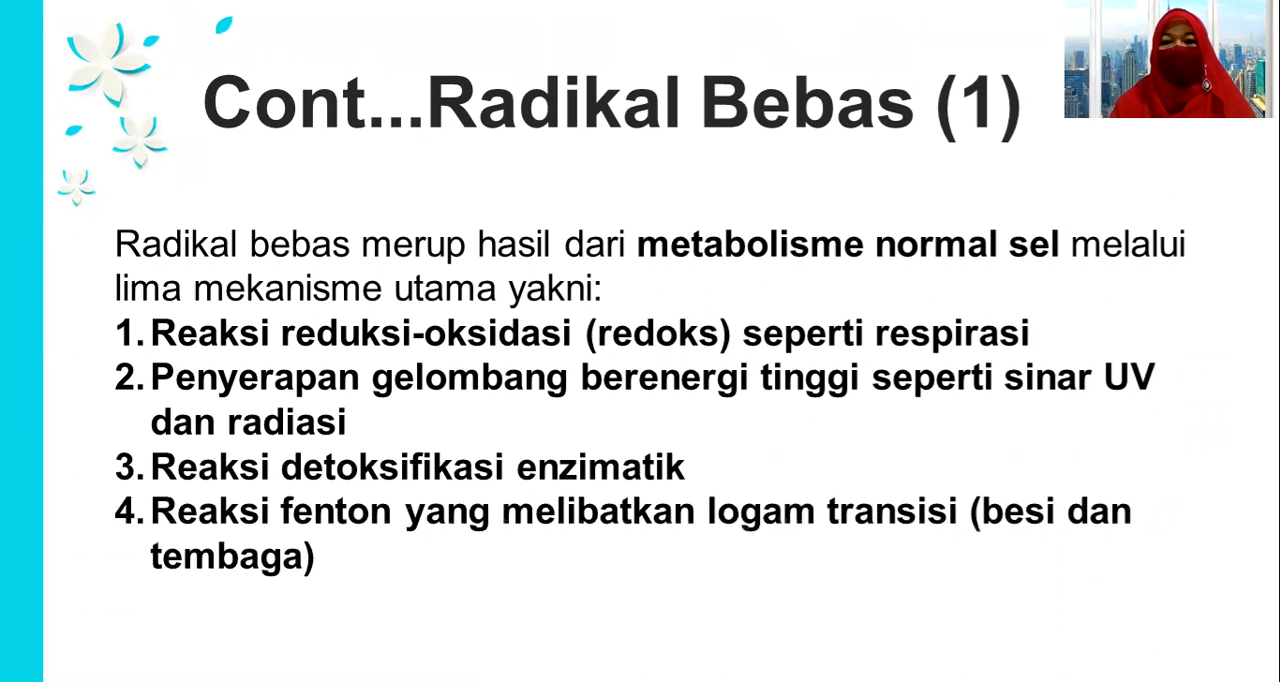 Cont...Radikal Bebas (1)
Radikal bebas merup hasil dari metabolisme normal sel melalui
lima mekanisme utama yakni:
1. Reaksi reduksi-oksidasi (redoks) seperti respirasi
2. Penyerapan gelombang berenergi tinggi seperti sinar UV
dan radiasi
3. Reaksi detoksifikasi enzimatik
4. Reaksi fenton yang melibatkan logam transisi (besi dan
tembaga)